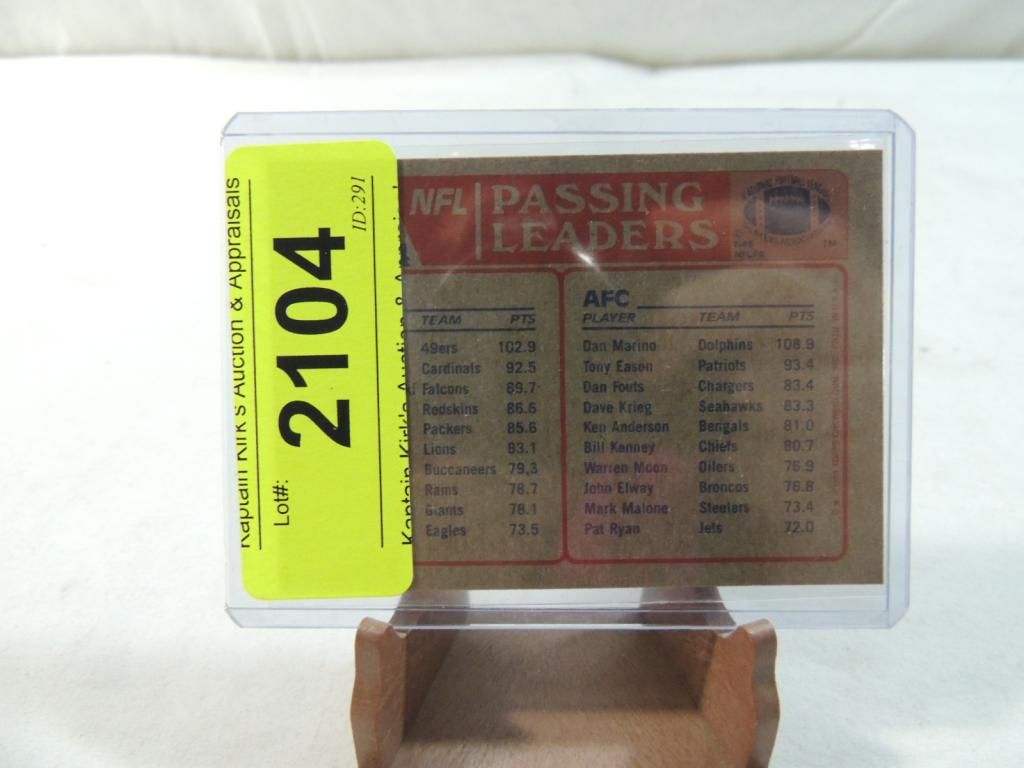 Kaptain Kirk's Auction & Appraisals
Lot#:
2104
ID:291
Kaptain Kirk's Auction & Appraisal
NFL PASSING LEADERS
TEAM PTS
49ers 102.9
Cardinals 92.5
Falcons 89.7
Redskins 86.6
Packers 85.6
Lions 83.1
Buccaneers 79.3
Rams 78.7
Giants 78.1
Eagles 73.5
AFC
PLAYER TEAM PTS
Dan Marino Dolphins 108.9
Tony Eason Patriots 93.4
Dan Fouts Chargers 83.4
Dave Krieg Seahawks 83.3
Ken Anderson Bengals 81.0
Bill Kenney Chiefs 80.7
Warren Moon Oilers 76.9
John Elway Broncos 76.8
Mark Malone Steelers 73.4
Pat Ryan Jets 72.0